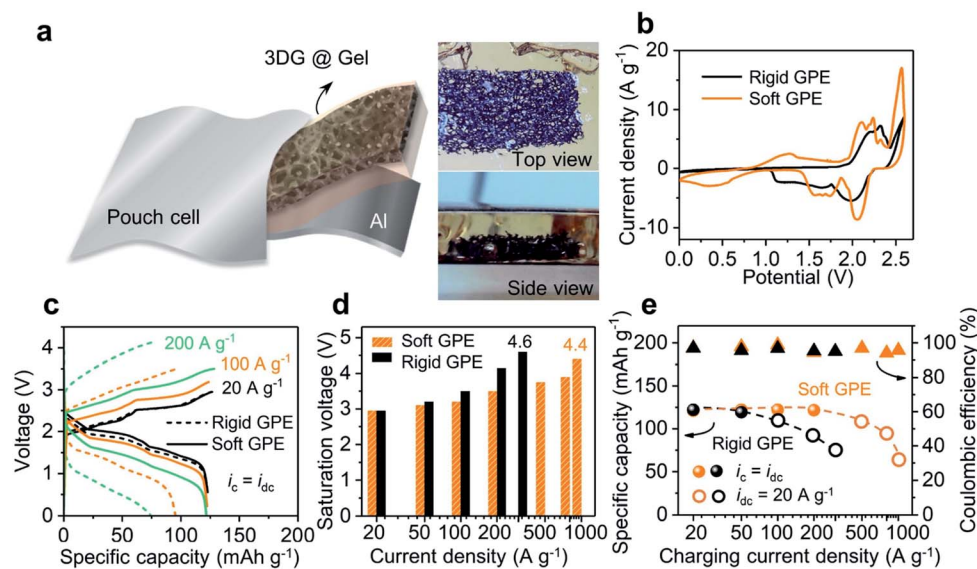 a
3DG @ Gel
Pouch cell
Al
Top view
Side view
b
Current density (A g⁻¹)
20
10
0
-10
Rigid GPE
Soft GPE
0.0 0.5 1.0 1.5 2.0 2.5
Potential (V)
c
Voltage (V)
5
4
3
2
1
0
200 A g⁻¹
100 A g⁻¹
20 A g⁻¹
Rigid GPE
Soft GPE
i_c = i_dc
0 50 100 150 200
Specific capacity (mAh g⁻¹)
d
Saturation voltage (V)
5
4
3
2
1
0
Soft GPE
Rigid GPE
4.6
4.4
20 50 100 200 500 1000
Current density (A g⁻¹)
e
Specific capacity (mAh g⁻¹)
200
150
100
75
50
0
Soft GPE
Rigid GPE
i_c = i_dc
i_dc = 20 A g⁻¹
20 50 100 200 500 1000
Charging current density (A g⁻¹)
100
80
60
40
20
0
Coulombic efficiency (%)